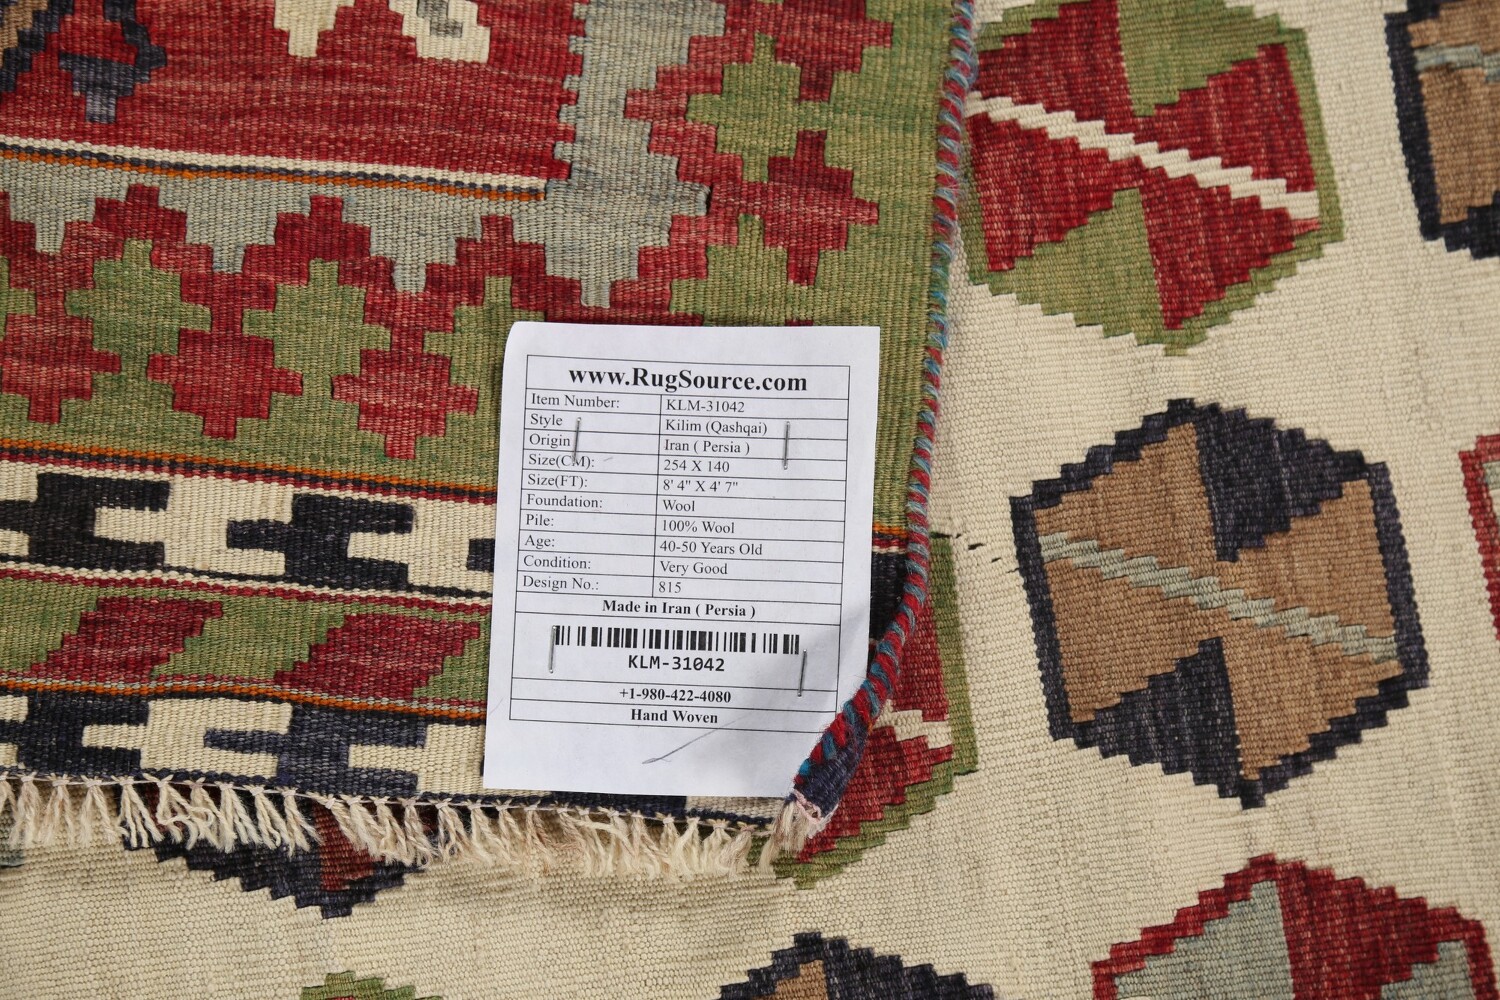 www.RugSource.com
Item Number: KLM-31042
Style Kilim (Qashqai)
Origin Iran ( Persia )
Size(CM): 254 X 140
Size(FT): 8' 4" X 4' 7"
Foundation: Wool
Pile: 100% Wool
Age: 40-50 Years Old
Condition: Very Good
Design No.: 815
Made in Iran ( Persia )
KLM-31042
+1-980-422-4080
Hand Woven